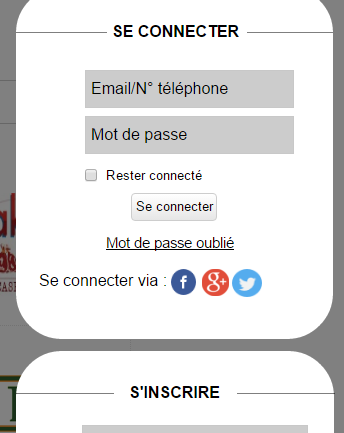 SE CONNECTER
Email/N° téléphone
Mot de passe
Rester connecté
Se connecter
Mot de passe oublié
Se connecter via :
S'INSCRIRE